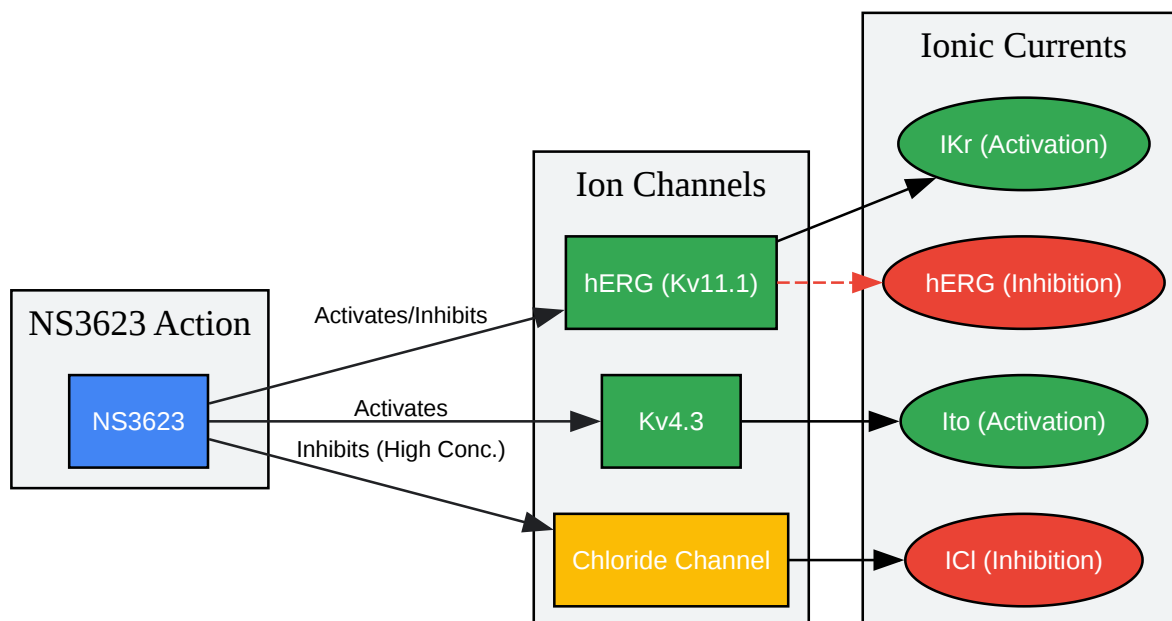 Ionic Currents
IKr (Activation)
Ion Channels
hERG (Kv11.1)
hERG (Inhibition)
NS3623 Action
Activates/Inhibits
NS3623
Activates
Kv4.3
Ito (Activation)
Inhibits (High Conc.)
Chloride Channel
ICl (Inhibition)